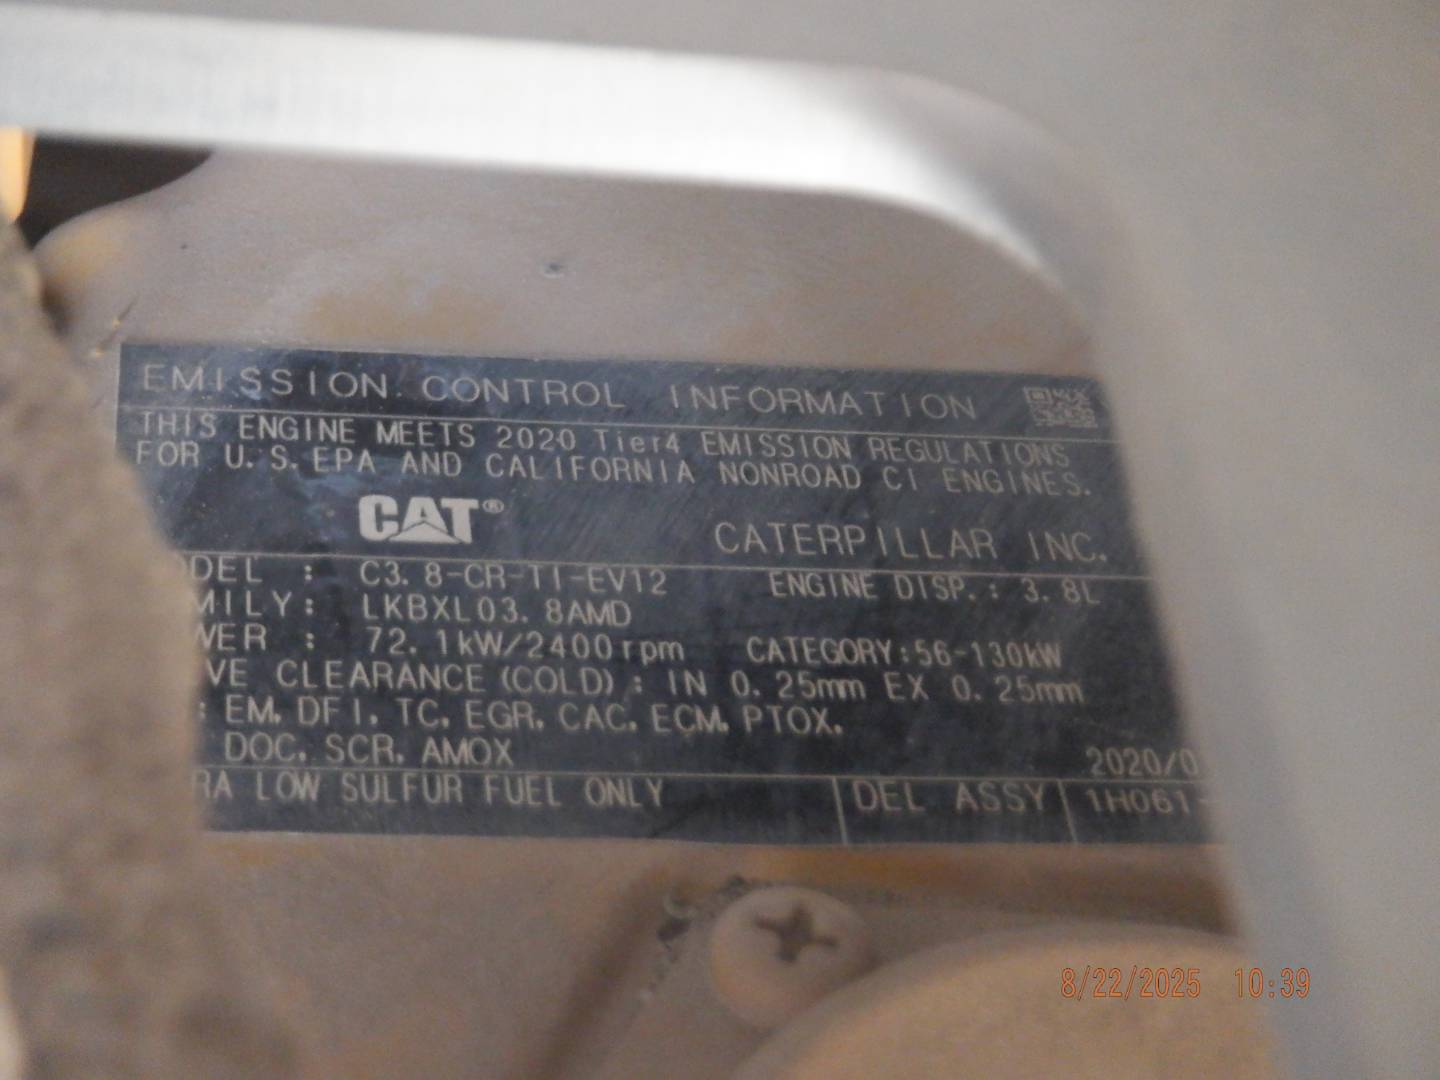 EMISSION CONTROL INFORMATION
THIS ENGINE MEETS 2020 Tier4 EMISSION REGULATIONS
FOR U.S.EPA AND CALIFORNIA NONROAD CI ENGINES.
CAT® CATERPILLAR INC.
DEL : C3.8-CR-TI-EV12 ENGINE DISP.: 3.8L
MILY: LKBXL03.8AMD
WER : 72.1kW/2400rpm CATEGORY:56-130kW
VE CLEARANCE(COLD): IN 0.25mm EX 0.25mm
: EM, DFI, TC, EGR, CAC, ECM, PTOX,
DOC, SCR, AMOX 2020/0
RA LOW SULFUR FUEL ONLY DEL ASSY 1H061-
8/22/2025 10:39